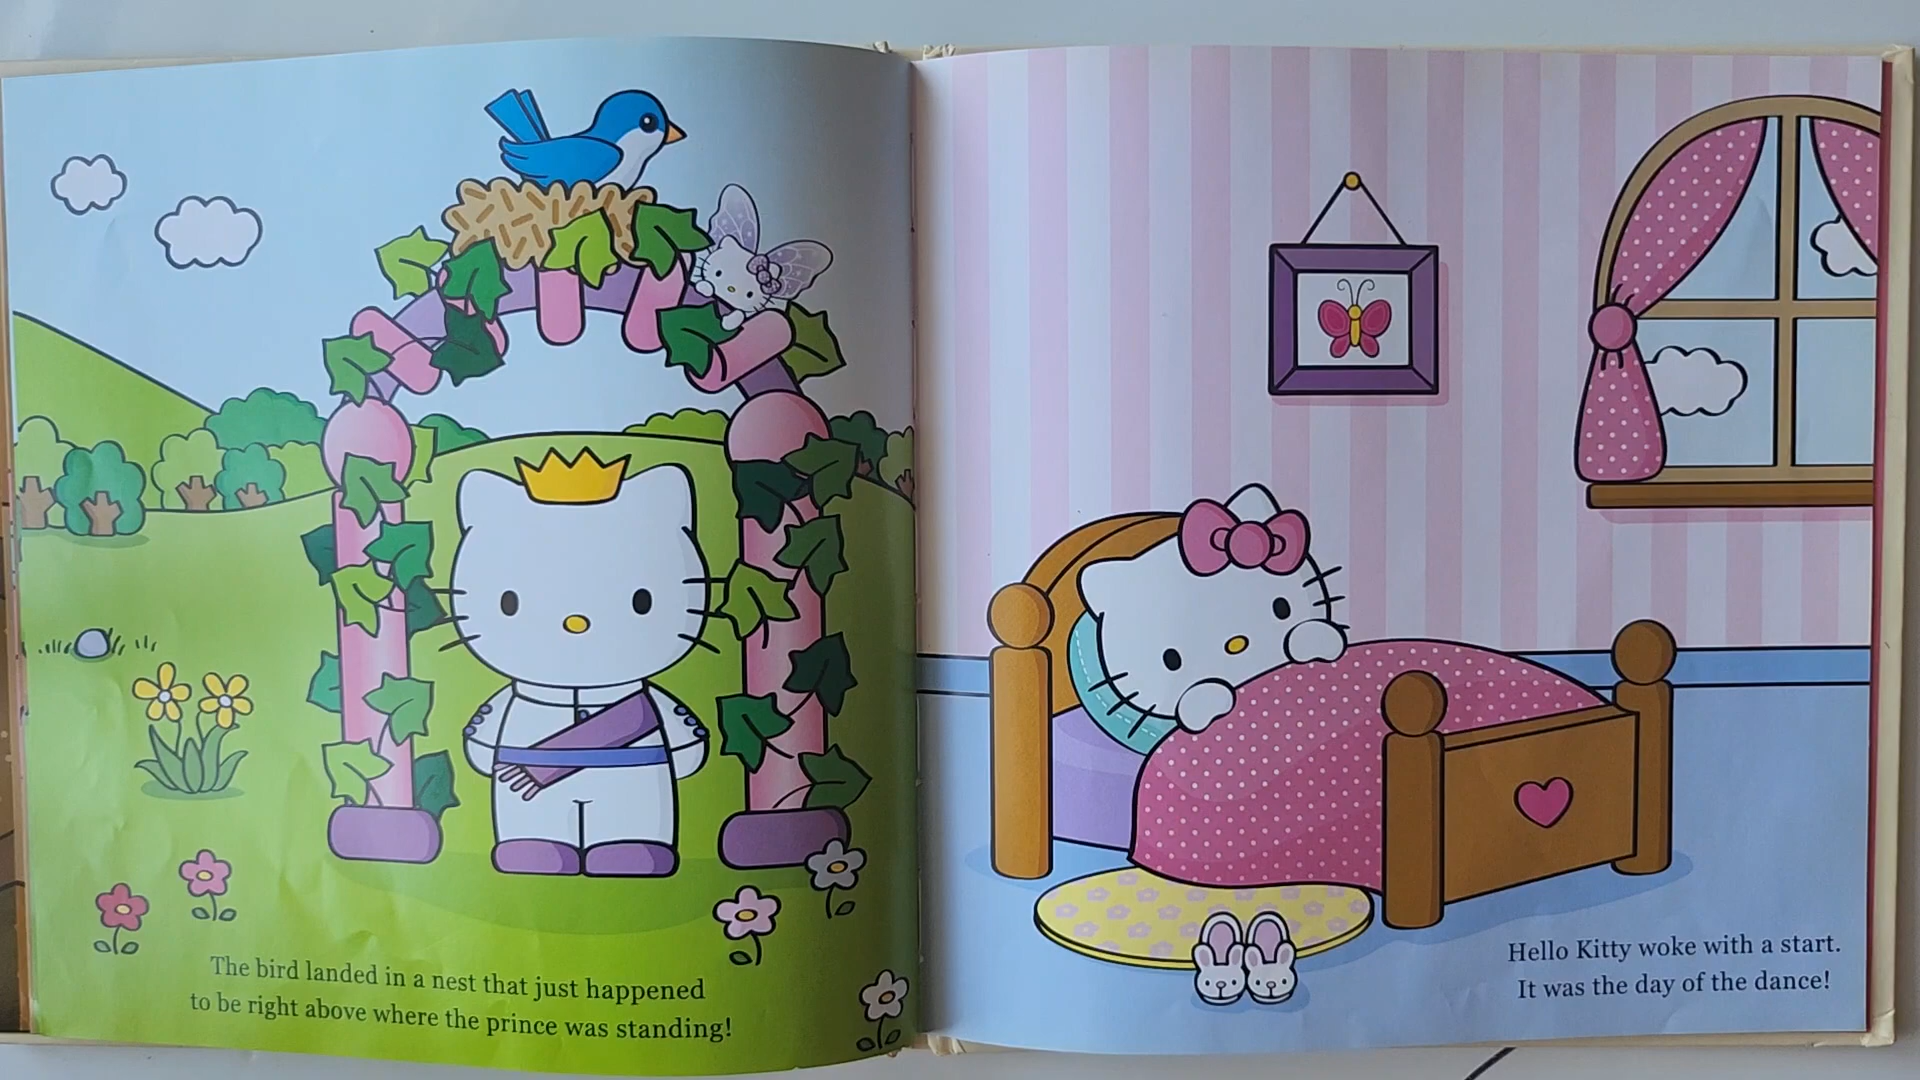 The bird landed in a nest that just happened
to be right above where the prince was standing!
Hello Kitty woke with a start.
It was the day of the dance!